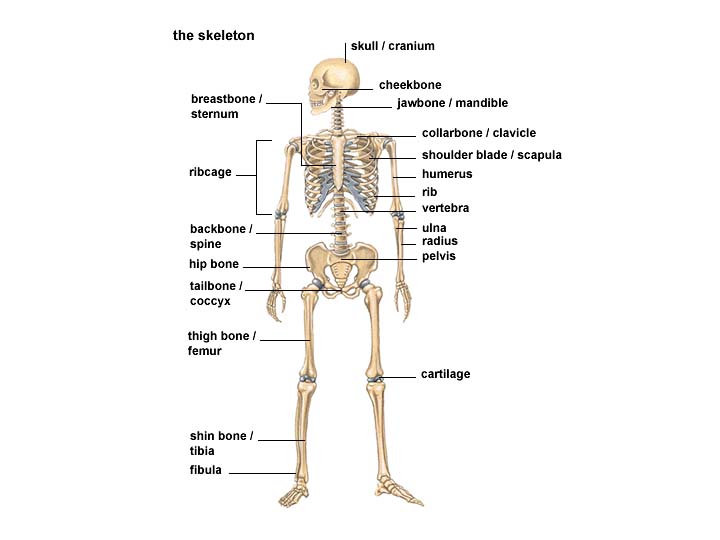 the skeleton
skull / cranium
cheekbone
breastbone /
sternum
jawbone / mandible
collarbone / clavicle
shoulder blade / scapula
ribcage
humerus
rib
vertebra
backbone /
spine
ulna
radius
pelvis
hip bone
tailbone /
coccyx
thigh bone /
femur
cartilage
shin bone /
tibia
fibula